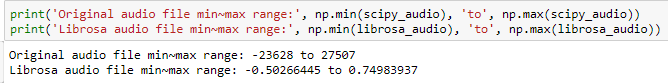 print('Original audio file min~max range:', np.min(scipy_audio), 'to', np.max(scipy_audio))
print('Librosa audio file min~max range:', np.min(librosa_audio), 'to', np.max(librosa_audio))
Original audio file min~max range: -23628 to 27507
Librosa audio file min~max range: -0.50266445 to 0.74983937